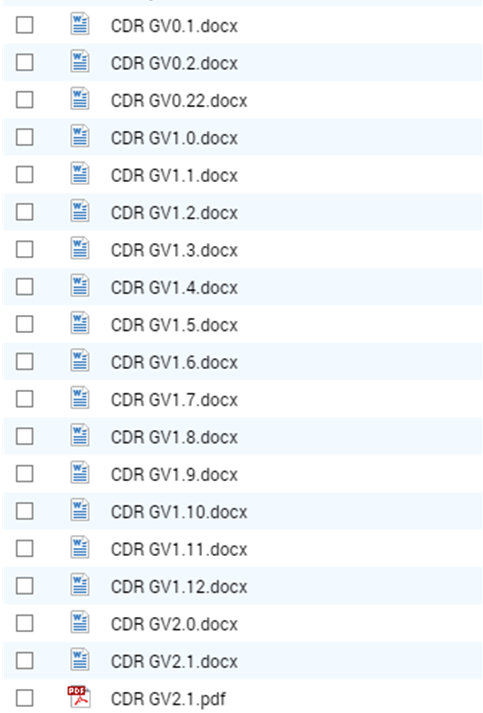 CDR GV0.1.docx
CDR GV0.2.docx
CDR GV0.22.docx
CDR GV1.0.docx
CDR GV1.1.docx
CDR GV1.2.docx
CDR GV1.3.docx
CDR GV1.4.docx
CDR GV1.5.docx
CDR GV1.6.docx
CDR GV1.7.docx
CDR GV1.8.docx
CDR GV1.9.docx
CDR GV1.10.docx
CDR GV1.11.docx
CDR GV1.12.docx
CDR GV2.0.docx
CDR GV2.1.docx
PDF CDR GV2.1.pdf